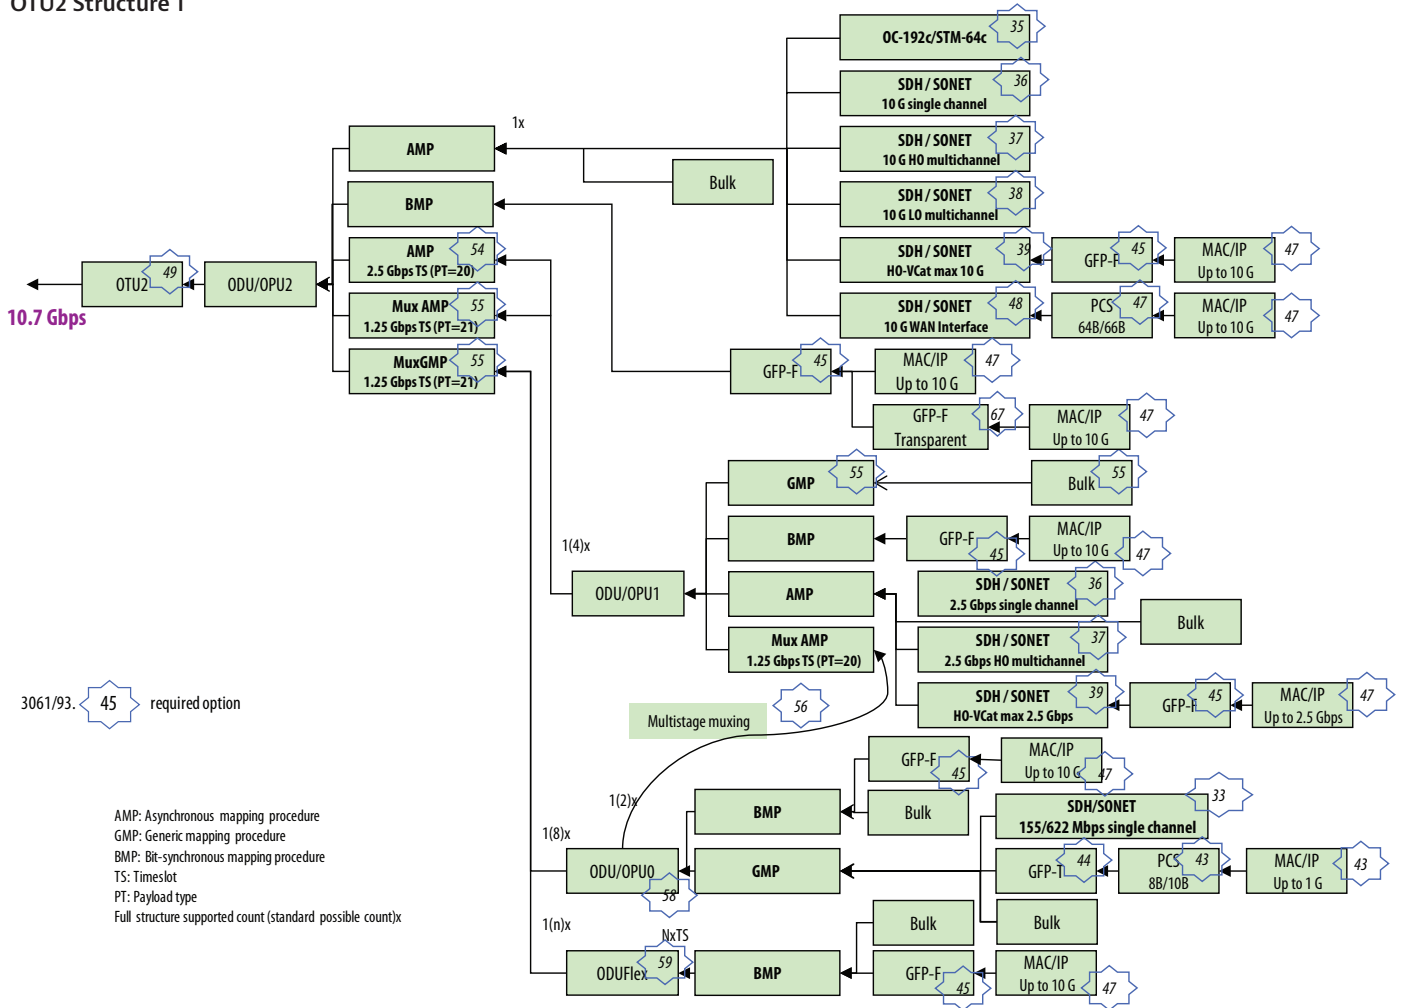 OTU2 Structure 1
OC-192c/STM-64c
35
SDH / SONET
10 G single channel
36
1x
AMP
SDH / SONET
10 G HO multichannel
37
Bulk
BMP
SDH / SONET
10 G LO multichannel
38
AMP
2.5 Gbps TS (PT=20)
54
SDH / SONET
HO-VCat max 10 G
39
GFP-F
45
MAC/IP
Up to 10 G
47
OTU2
49
ODU/OPU2
10.7 Gbps
Mux AMP
1.25 Gbps TS (PT=21)
55
SDH / SONET
10 G WAN Interface
48
PCS
64B/66B
47
MAC/IP
Up to 10 G
47
MuxGMP
1.25 Gbps TS (PT=21)
55
GFP-F
45
MAC/IP
Up to 10 G
47
GFP-F
Transparent
67
MAC/IP
Up to 10 G
47
GMP
55
Bulk
55
BMP
GFP-F
45
MAC/IP
Up to 10 G
47
1(4)x
ODU/OPU1
AMP
SDH / SONET
2.5 Gbps single channel
36
Bulk
Mux AMP
1.25 Gbps TS (PT=20)
SDH / SONET
2.5 Gbps HO multichannel
37
SDH / SONET
HO-VCat max 2.5 Gbps
39
GFP-F
45
MAC/IP
Up to 2.5 Gbps
47
3061/93. 45 required option
Multistage muxing
56
GFP-F
45
MAC/IP
Up to 10 G
47
1(2)x
BMP
Bulk
SDH/SONET
155/622 Mbps single channel
33
1(8)x
ODU/OPU0
58
GMP
GFP-T
44
PCS
8B/10B
43
MAC/IP
Up to 1 G
43
AMP: Asynchronous mapping procedure
GMP: Generic mapping procedure
BMP: Bit-synchronous mapping procedure
TS: Timeslot
PT: Payload type
Full structure supported count (standard possible count)x
1(n)x
Bulk
Bulk
NxTS
ODUFlex
59
BMP
GFP-F
45
MAC/IP
Up to 10 G
47